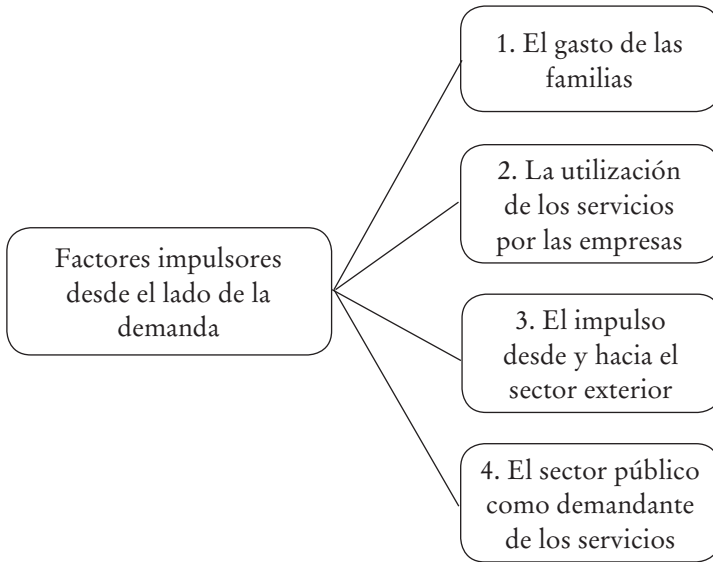 Factores impulsores
desde el lado de la
demanda
1. El gasto de las
familias
2. La utilización
de los servicios
por las empresas
3. El impulso
desde y hacia el
sector exterior
4. El sector público
como demandante
de los servicios